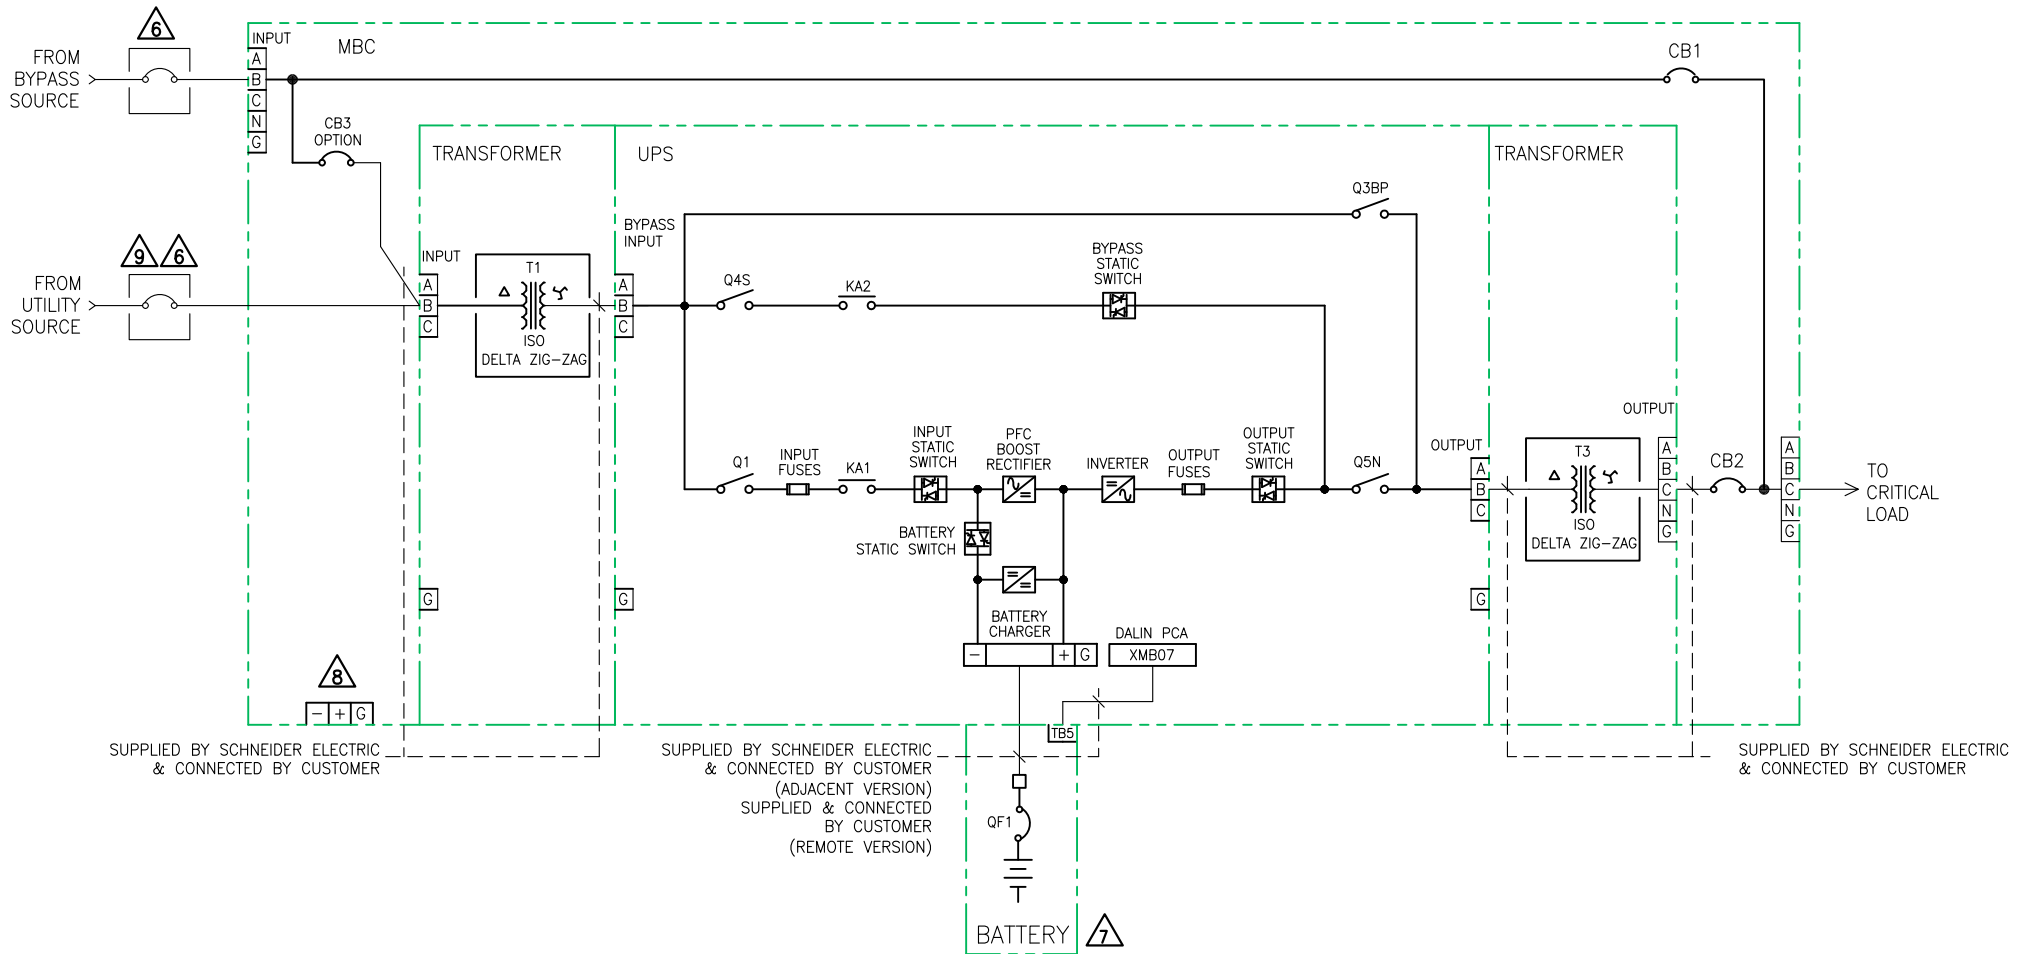 6
FROM
BYPASS
SOURCE
INPUT
A
B
C
N
G
MBC
CB1
CB3
OPTION
TRANSFORMER
UPS
TRANSFORMER
9
6
FROM
UTILITY
SOURCE
INPUT
A
B
C
T1
ISO
DELTA ZIG-ZAG
BYPASS
INPUT
A
B
C
Q3BP
Q4S
KA2
BYPASS
STATIC
SWITCH
Q1
INPUT
FUSES
KA1
INPUT
STATIC
SWITCH
PFC
BOOST
RECTIFIER
INVERTER
OUTPUT
FUSES
OUTPUT
STATIC
SWITCH
Q5N
OUTPUT
A
B
C
T3
ISO
DELTA ZIG-ZAG
OUTPUT
A
B
C
N
G
CB2
A
B
C
N
G
TO
CRITICAL
LOAD
BATTERY
STATIC SWITCH
G
G
G
BATTERY
CHARGER
− + G
DALIN PCA
XMB07
8
− + G
TB5
SUPPLIED BY SCHNEIDER ELECTRIC
& CONNECTED BY CUSTOMER
SUPPLIED BY SCHNEIDER ELECTRIC
& CONNECTED BY CUSTOMER
(ADJACENT VERSION)
SUPPLIED & CONNECTED
BY CUSTOMER
(REMOTE VERSION)
SUPPLIED BY SCHNEIDER ELECTRIC
& CONNECTED BY CUSTOMER
QF1
BATTERY
7